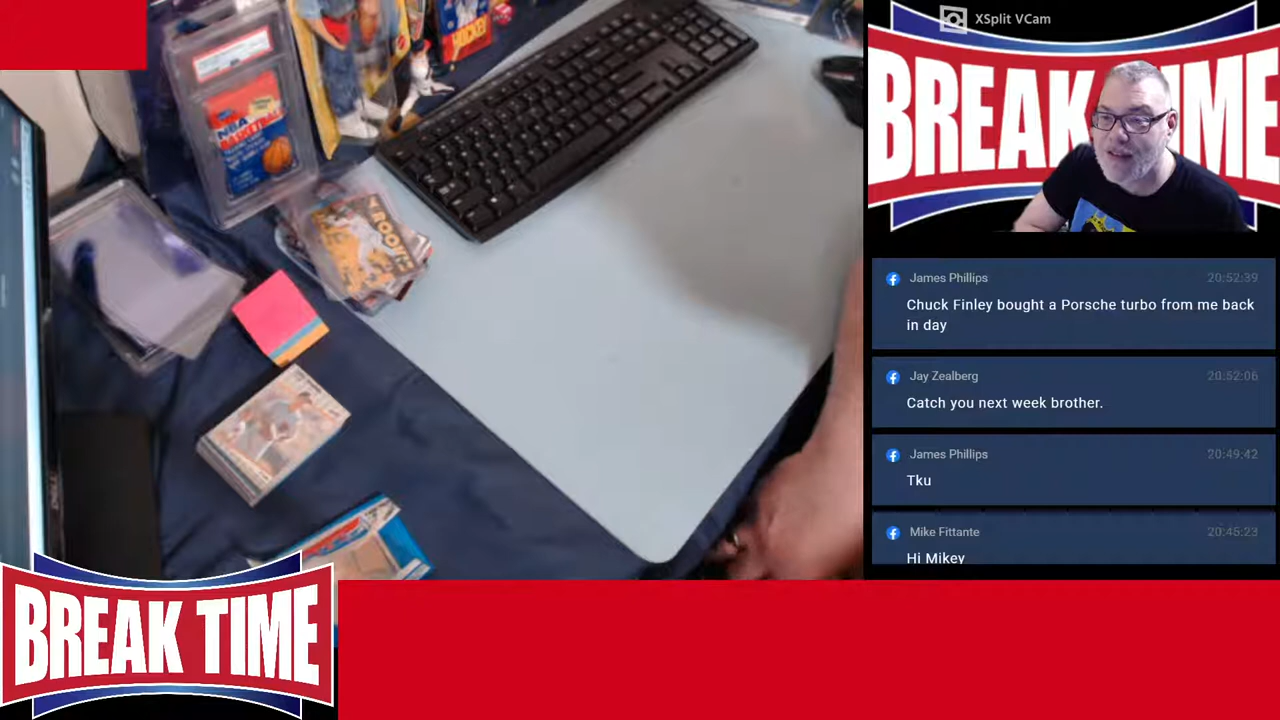 XSplit VCam
BREAK TIME
NBA
BASKETBALL
HOCKEY
ROOKIE
James Phillips 20:52:39
Chuck Finley bought a Porsche turbo from me back
in day
Jay Zealberg 20:52:06
Catch you next week brother.
James Phillips 20:49:42
Tku
Mike Fittante 20:45:23
Hi Mikey
BREAK TIME